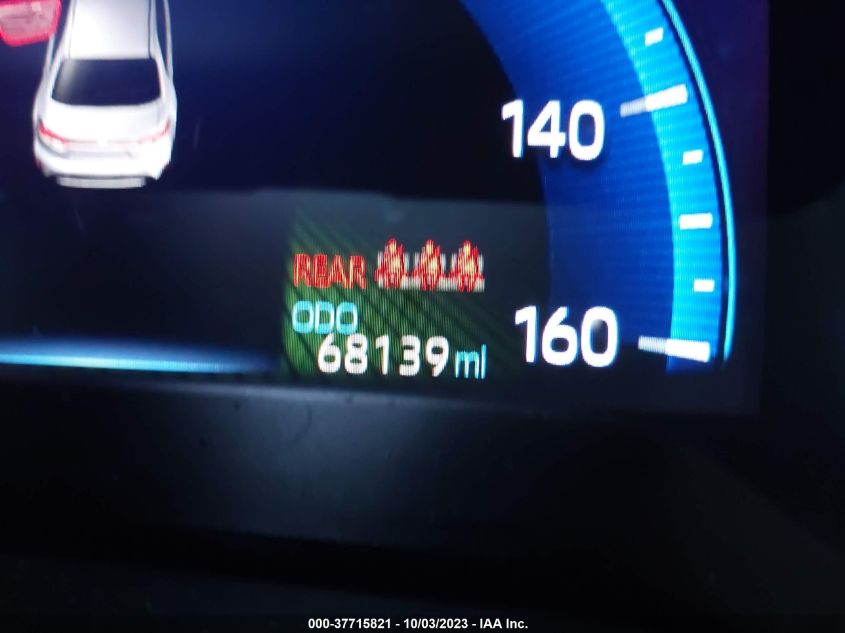 140
REAR
ODO
68139 mi
160
000-37715821 - 10/03/2023 - IAA Inc.